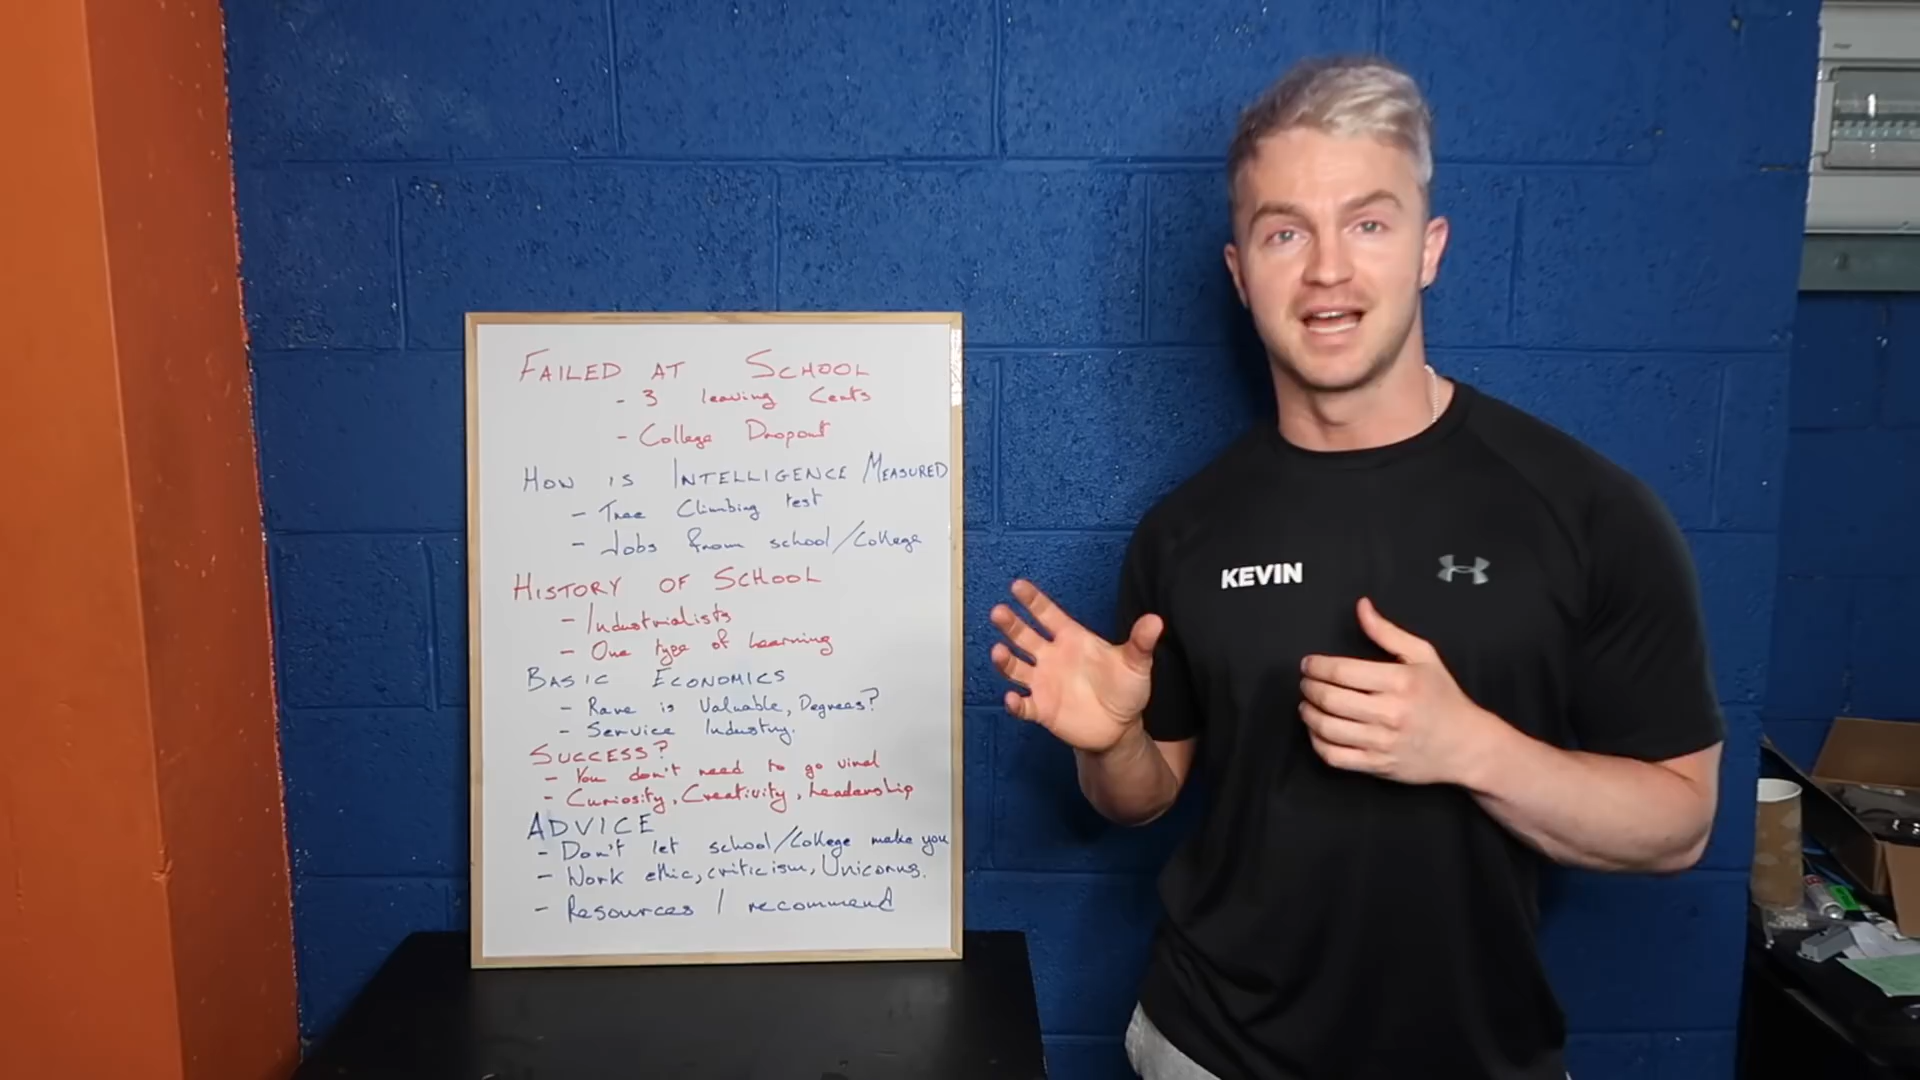 FAILED AT SCHOOL
- 3 leaving Certs
- College Dropout
HOW IS INTELLIGENCE MEASURED
- Tree Climbing test
- Jobs from school/College
HISTORY OF SCHOOL
- Industrialists
- One type of Learning
BASIC ECONOMICS
- Rare is Valuable, Degrees?
- Service Industry.
SUCCESS?
- You don't need to go viral
- Curiosity, Creativity, Leadership
ADVICE
- Don't let school/College make you
- Work ethic, criticism, Unicorns.
- Resources I recommend
KEVIN